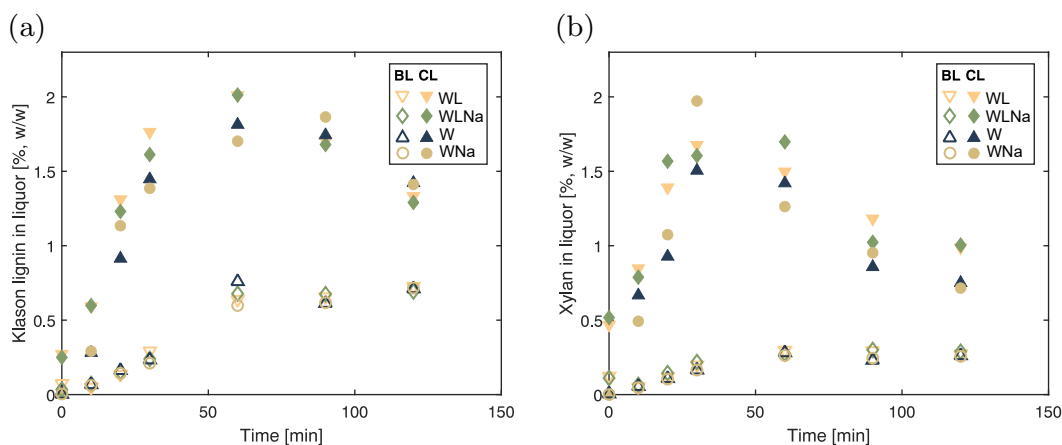 (a)
Klason lignin in liquor [%, w/w]
2
1.5
1
0.5
0
0
50
100
150
Time [min]
BL CL
WL
WLNa
W
WNa
(b)
Xylan in liquor [%, w/w]
2
1.5
1
0.5
0
0
50
100
150
Time [min]
BL CL
WL
WLNa
W
WNa